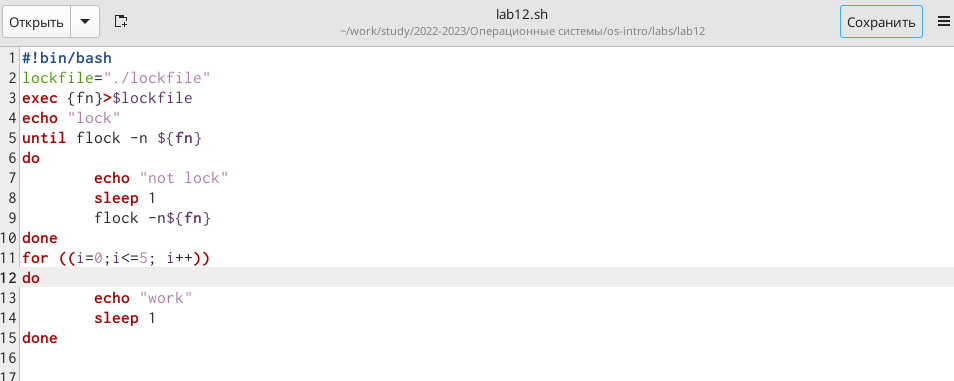 Открыть
lab12.sh
~/work/study/2022-2023/Операционные системы/os-intro/labs/lab12
Сохранить
1 #!bin/bash
2 lockfile="./lockfile"
3 exec {fn}>$lockfile
4 echo "lock"
5 until flock -n ${fn}
6 do
7 echo "not lock"
8 sleep 1
9 flock -n${fn}
10 done
11 for ((i=0;i<=5; i++))
12 do
13 echo "work"
14 sleep 1
15 done
16
17